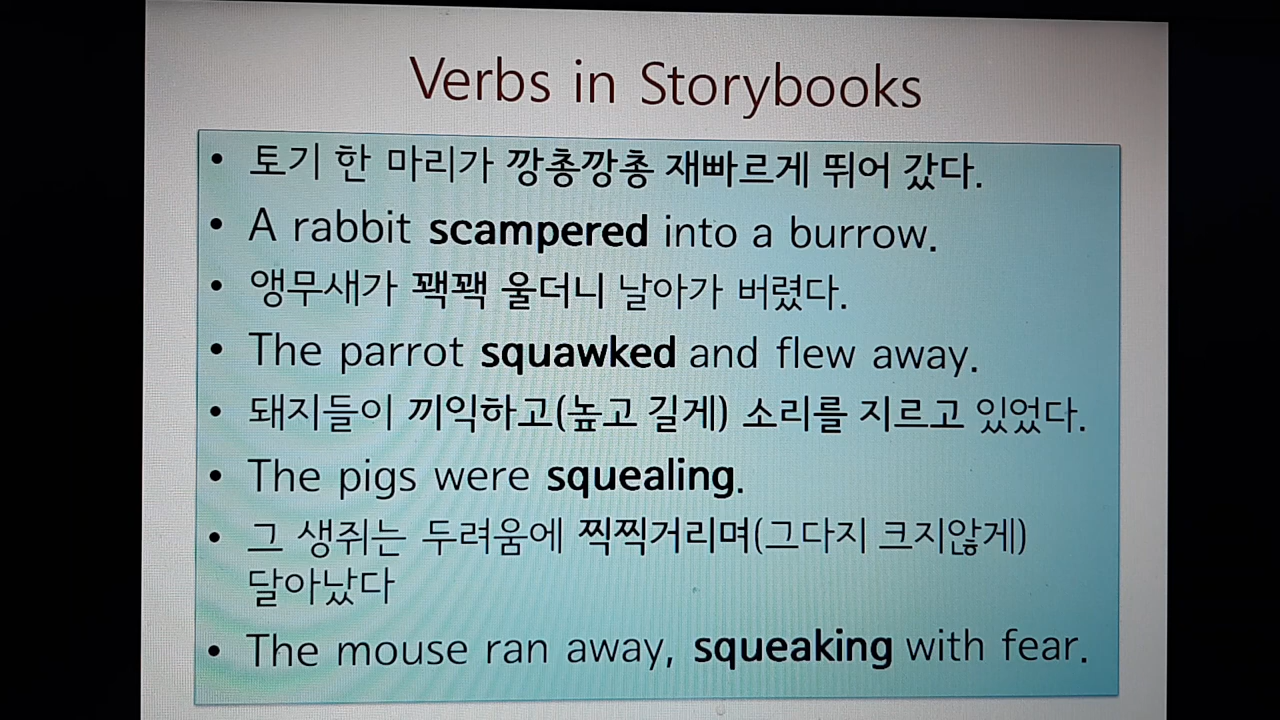 Verbs in Storybooks
• 토기 한 마리가 깡총깡총 재빠르게 뛰어 갔다.
• A rabbit scampered into a burrow.
• 앵무새가 꽥꽥 울더니 날아가 버렸다.
• The parrot squawked and flew away.
• 돼지들이 끼익하고(높고 길게) 소리를 지르고 있었다.
• The pigs were squealing.
• 그 생쥐는 두려움에 찍찍거리며(그다지 크지않게)
달아났다
• The mouse ran away, squeaking with fear.